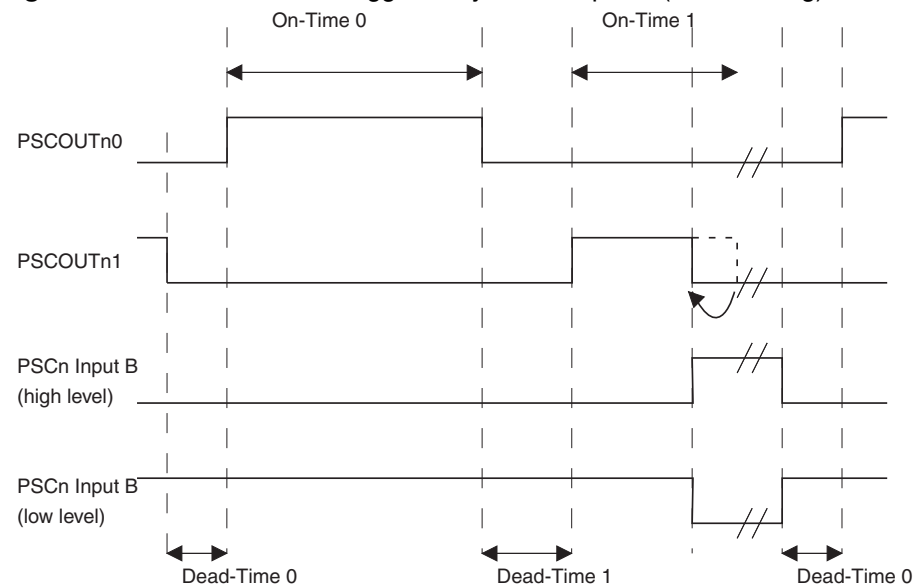 On-Time 0
On-Time 1
PSCOUTn0
PSCOUTn1
PSCn Input B
(high level)
PSCn Input B
(low level)
Dead-Time 0
Dead-Time 1
Dead-Time 0